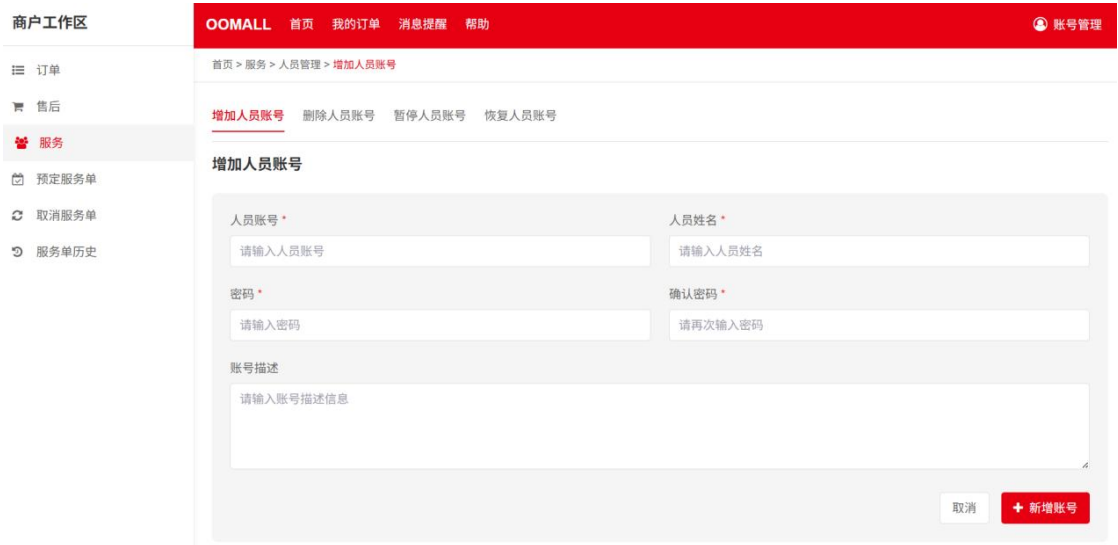 商户工作区
订单
售后
服务
预定服务单
取消服务单
服务单历史
OOMALL 首页 我的订单 消息提醒 帮助 账号管理
首页 > 服务 > 人员管理 > 增加人员账号
增加人员账号 删除人员账号 暂停人员账号 恢复人员账号
增加人员账号
人员账号 * 人员姓名 *
请输入人员账号 请输入人员姓名
密码 * 确认密码 *
请输入密码 请再次输入密码
账号描述
请输入账号描述信息
取消 + 新增账号